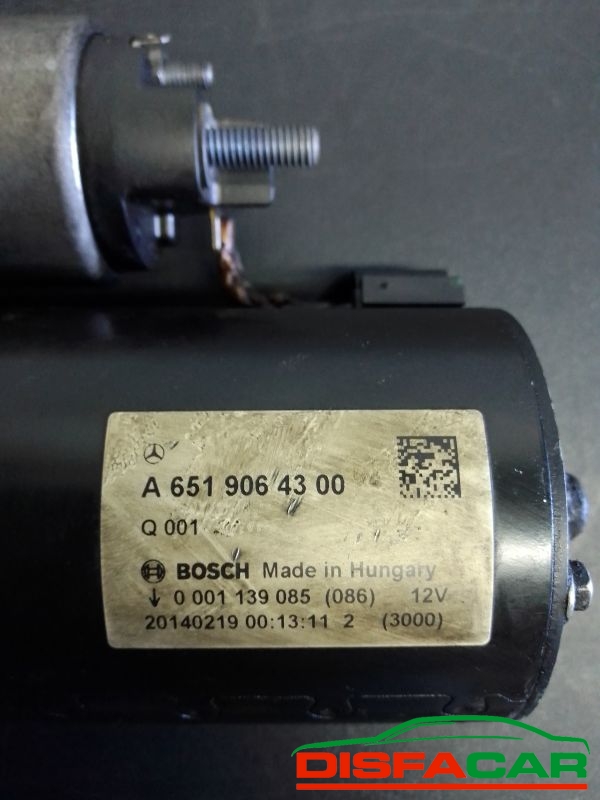 A 651 906 43 00
Q 001
BOSCH Made in Hungary
↓ 0 001 139 085 (086) 12V
20140219 00:13:11 2 (3000)
DISFACAR